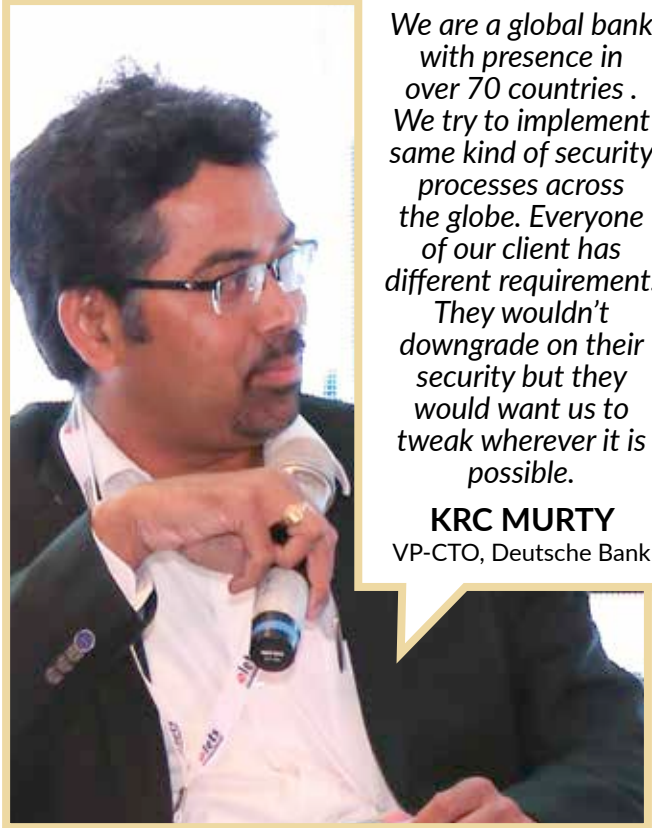 We are a global bank
with presence in
over 70 countries .
We try to implement
same kind of security
processes across
the globe. Everyone
of our client has
different requirement.
They wouldn’t
downgrade on their
security but they
would want us to
tweak wherever it is
possible.
KRC MURTY
VP-CTO, Deutsche Bank
elets